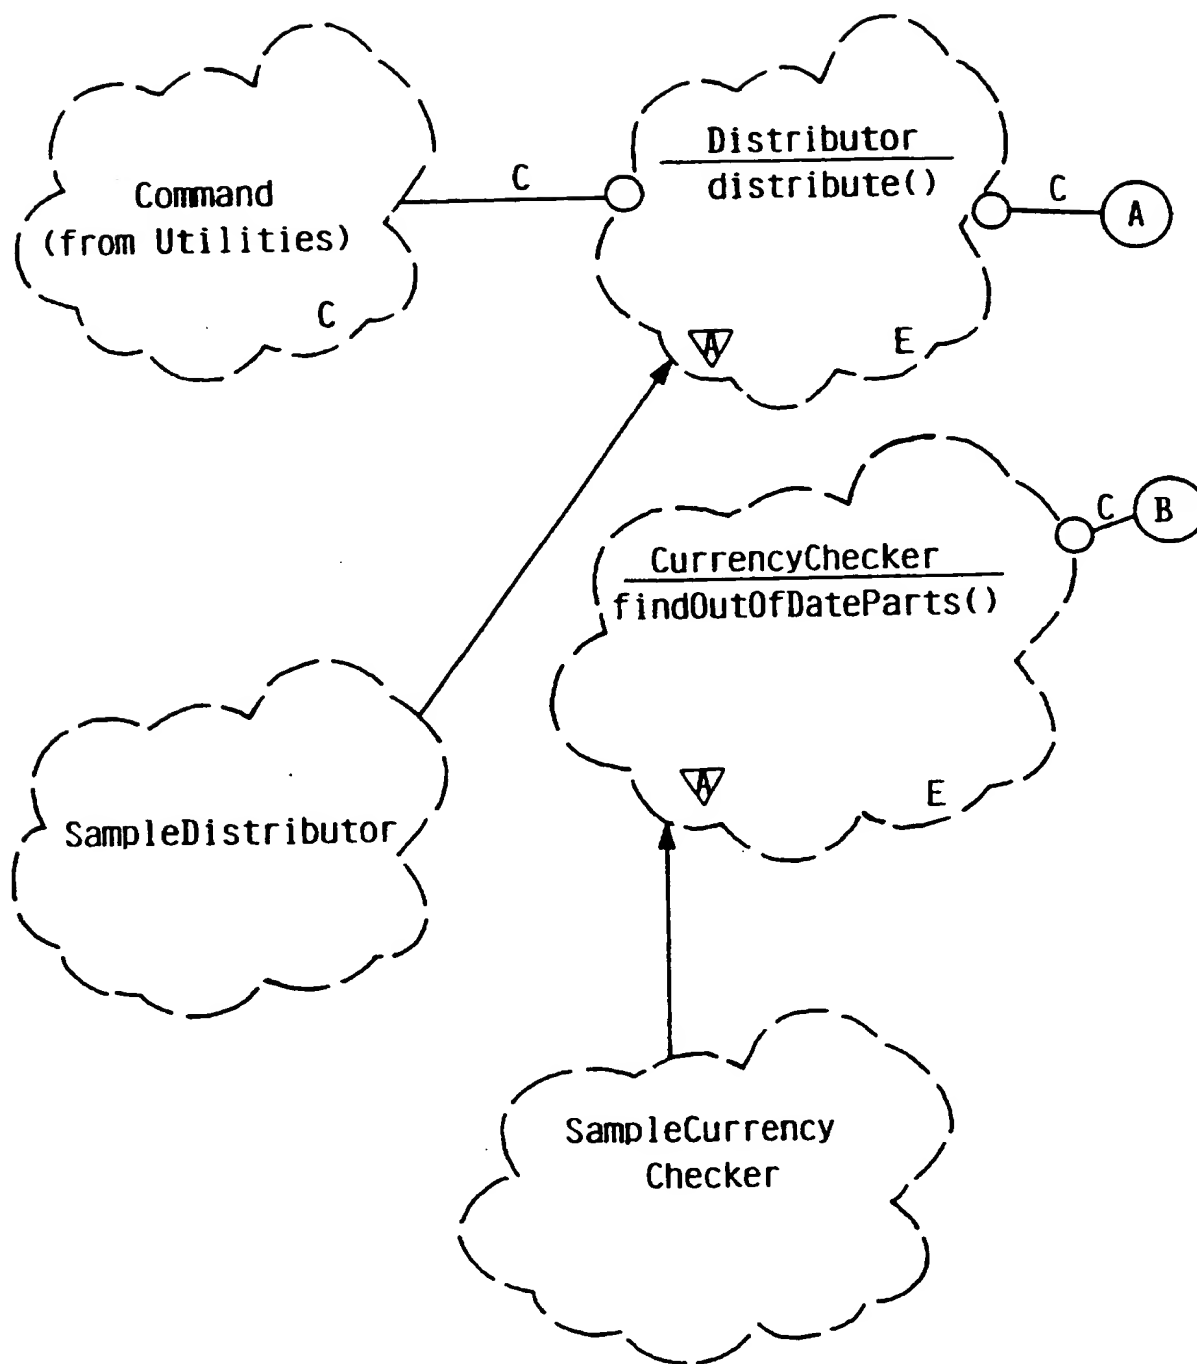 Command
(from Utilities)
C
C
Distributor
distribute()
C
A
A
E
CurrencyChecker
findOutOfDateParts()
C
B
A
E
SampleDistributor
SampleCurrency
Checker